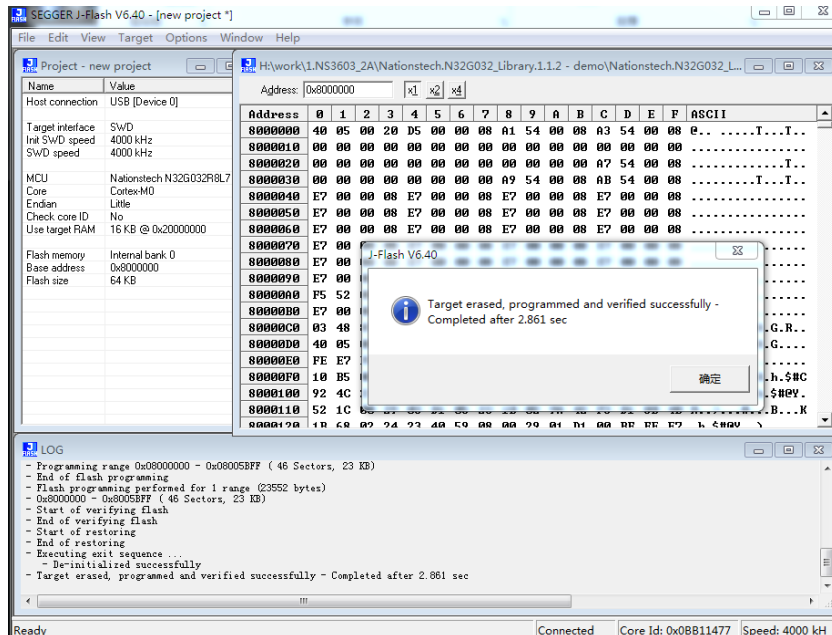 SEGGER J-Flash V6.40 - [new project *]
File Edit View Target Options Window Help
Project - new project
Name Value
Host connection USB [Device 0]
Target interface SWD
Init SWD speed 4000 kHz
SWD speed 4000 kHz
MCU Nationstech N32G032R8L7
Core Cortex-M0
Endian Little
Check core ID No
Use target RAM 16 KB @ 0x20000000
Flash memory Internal bank 0
Base address 0x8000000
Flash size 64 KB
H:\work\1.NS3603_2A\Nationstech.N32G032_Library.1.1.2 - demo\Nationstech.N32G032_L...
Address: 0x8000000 x1 x2 x4
Address 0 1 2 3 4 5 6 7 8 9 A B C D E F ASCII
8000000 40 05 00 20 D5 00 00 08 A1 54 00 08 A3 54 00 08 @.. .....T...T..
8000010 00 00 00 00 00 00 00 00 00 00 00 00 00 00 00 00 ................
8000020 00 00 00 00 00 00 00 00 00 00 00 00 A7 54 00 08 .............T..
8000030 00 00 00 00 00 00 00 00 A9 54 00 08 AB 54 00 08 .........T...T..
8000040 E7 00 00 08 E7 00 00 08 E7 00 00 08 E7 00 00 08 ................
8000050 E7 00 00 08 E7 00 00 08 E7 00 00 08 E7 00 00 08 ................
8000060 E7 00 00 08 E7 00 00 08 E7 00 00 08 E7 00 00 08 ................
8000070 E7 00
8000080 E7 00
8000090 E7 00
80000A0 F5 52
80000B0 E7 00
80000C0 03 48 .G.R..
80000D0 40 05 .G....
80000E0 FE E7
80000F0 10 B5 .h.$#C
8000100 92 4C .$#@Y.
8000110 52 1C
J-Flash V6.40
Target erased, programmed and verified successfully -
Completed after 2.861 sec
确定
LOG
- Programming range 0x08000000 - 0x08005BFF ( 46 Sectors, 23 KB)
- End of flash programming
- Flash programming performed for 1 range (23552 bytes)
- 0x8000000 - 0x8005BFF ( 46 Sectors, 23 KB)
- Start of verifying flash
- End of verifying flash
- Start of restoring
- End of restoring
- Executing exit sequence ...
- De-initialized successfully
- Target erased, programmed and verified successfully - Completed after 2.861 sec
Ready Connected Core Id: 0x0BB11477 Speed: 4000 kH